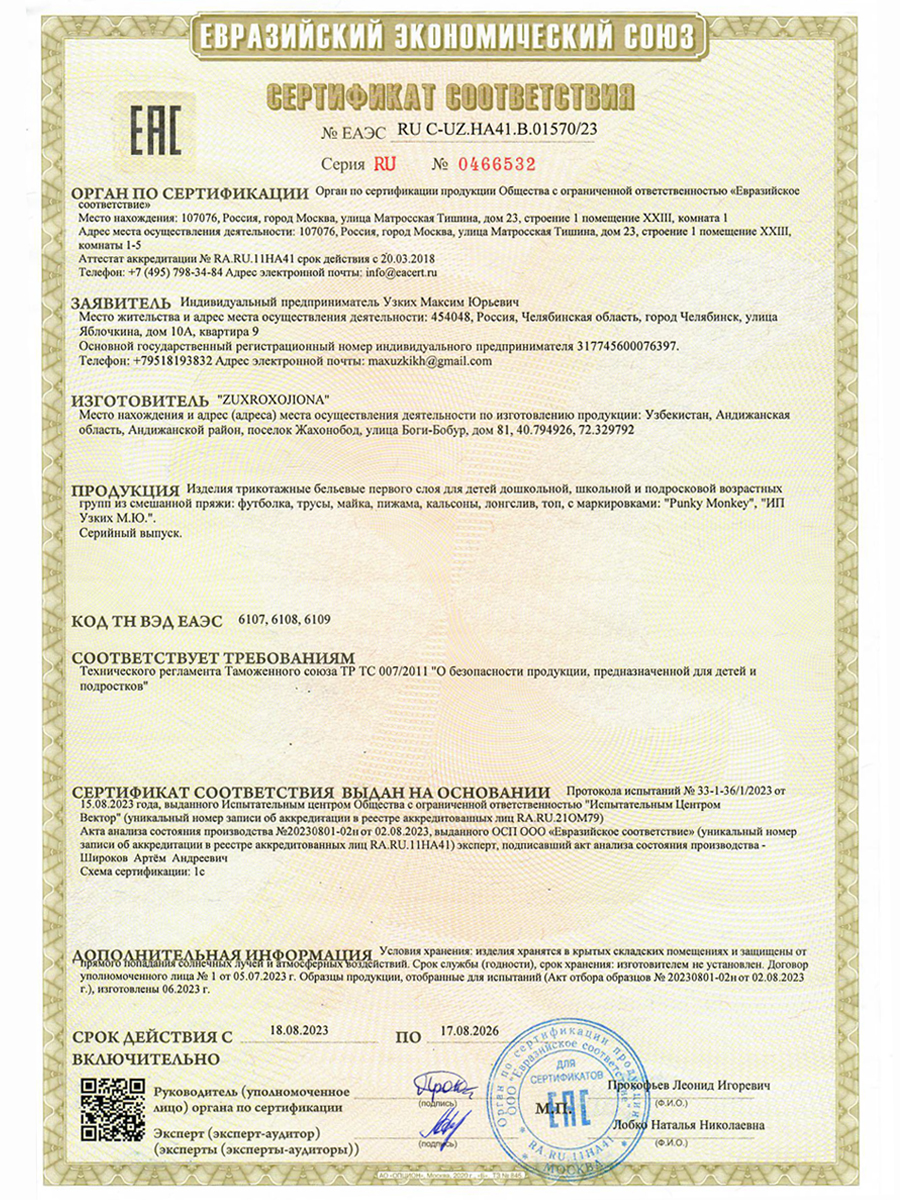 ЕВРАЗИЙСКИЙ ЭКОНОМИЧЕСКИЙ СОЮЗ
СЕРТИФИКАТ СООТВЕТСТВИЯ
EAC
№ ЕАЭС RU С-UZ.НА41.В.01570/23
Серия RU № 0466532
ОРГАН ПО СЕРТИФИКАЦИИ Орган по сертификации продукции Общества с ограниченной ответственностью «Евразийское
соответствие»
Место нахождения: 107076, Россия, город Москва, улица Матросская Тишина, дом 23, строение 1 помещение XXIII, комната 1
Адрес места осуществления деятельности: 107076, Россия, город Москва, улица Матросская Тишина, дом 23, строение 1 помещение XXIII,
комнаты 1-5
Аттестат аккредитации № RA.RU.11НА41 срок действия с 20.03.2018
Телефон: +7 (495) 798-34-84 Адрес электронной почты: info@eacert.ru
ЗАЯВИТЕЛЬ Индивидуальный предприниматель Узких Максим Юрьевич
Место жительства и адрес места осуществления деятельности: 454048, Россия, Челябинская область, город Челябинск, улица
Яблочкина, дом 10А, квартира 9
Основной государственный регистрационный номер индивидуального предпринимателя 317745600076397.
Телефон: +79518193832 Адрес электронной почты: maxuzkikh@gmail.com
ИЗГОТОВИТЕЛЬ "ZUXROXOJIONA"
Место нахождения и адрес (адреса) места осуществления деятельности по изготовлению продукции: Узбекистан, Андижанская
область, Андижанский район, поселок Жахонобод, улица Боги-Бобур, дом 81, 40.794926, 72.329792
ПРОДУКЦИЯ Изделия трикотажные бельевые первого слоя для детей дошкольной, школьной и подросковой возрастных
групп из смешанной пряжи: футболка, трусы, майка, пижама, кальсоны, лонгслив, топ, с маркировками: "Punky Monkey", "ИП
Узких М.Ю.".
Серийный выпуск.
КОД ТН ВЭД ЕАЭС 6107, 6108, 6109
СООТВЕТСТВУЕТ ТРЕБОВАНИЯМ
Технического регламента Таможенного союза ТР ТС 007/2011 "О безопасности продукции, предназначенной для детей и
подростков"
СЕРТИФИКАТ СООТВЕТСТВИЯ ВЫДАН НА ОСНОВАНИИ Протокола испытаний № 33-1-36/1/2023 от
15.08.2023 года, выданного Испытательным центром Общества с ограниченной ответственностью "Испытательным Центром
Вектор" (уникальный номер записи об аккредитации в реестре аккредитованных лиц RA.RU.21ОМ79)
Акта анализа состояния производства №20230801-02н от 02.08.2023, выданного ОСП ООО «Евразийское соответствие» (уникальный номер
записи об аккредитации в реестре аккредитованных лиц RA.RU.11НА41) эксперт, подписавший акт анализа состояния производства -
Широков Артём Андреевич
Схема сертификации: 1с
ДОПОЛНИТЕЛЬНАЯ ИНФОРМАЦИЯ Условия хранения: изделия хранятся в крытых складских помещениях и защищены от
прямого попадания солнечных лучей и атмосферных воздействий. Срок службы (годности), срок хранения: изготовителем не установлен. Договор
уполномоченного лица № 1 от 05.07.2023 г. Образцы продукции, отобранные для испытаний (Акт отбора образцов № 20230801-02н от 02.08.2023
г.), изготовлены 06.2023 г.
СРОК ДЕЙСТВИЯ С 18.08.2023 ПО 17.08.2026
ВКЛЮЧИТЕЛЬНО
Руководитель (уполномоченное
лицо) органа по сертификации
(подпись)
Прокофьев Леонид Игоревич
(Ф.И.О.)
М.П.
Эксперт (эксперт-аудитор)
(эксперты (эксперты-аудиторы))
(подпись)
Лобко Наталья Николаевна
(Ф.И.О.)
Орган по сертификации продукции
ООО "Евразийское соответствие"
ДЛЯ
СЕРТИФИКАТОВ
EAC
RA.RU.11НА41
МОСКВА
АО «ОПЦИОН», Москва, 2020 г., «Б». ТЗ № 845.